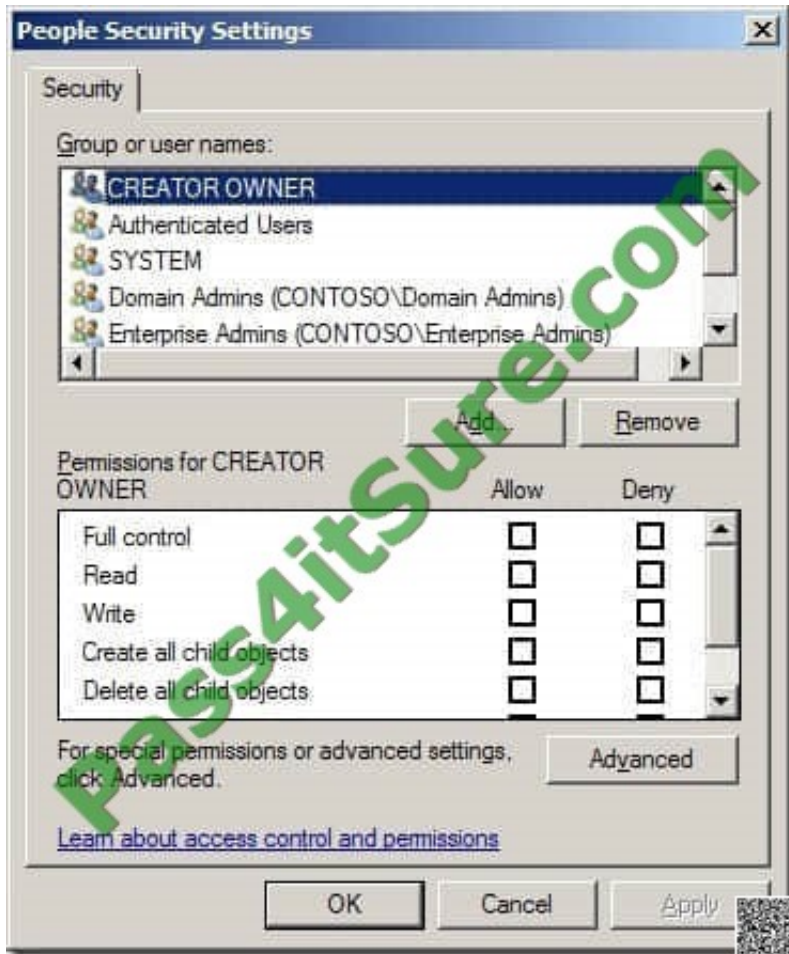 People Security Settings
Security
Group or user names:
CREATOR OWNER
Authenticated Users
SYSTEM
Domain Admins (CONTOSO\Domain Admins)
Enterprise Admins (CONTOSO\Enterprise Admins)
Add... Remove
Permissions for CREATOR
OWNER Allow Deny
Full control
Read
Write
Create all child objects
Delete all child objects
For special permissions or advanced settings,
click Advanced.
Advanced
Learn about access control and permissions
OK Cancel Apply
Pass4itSure.com